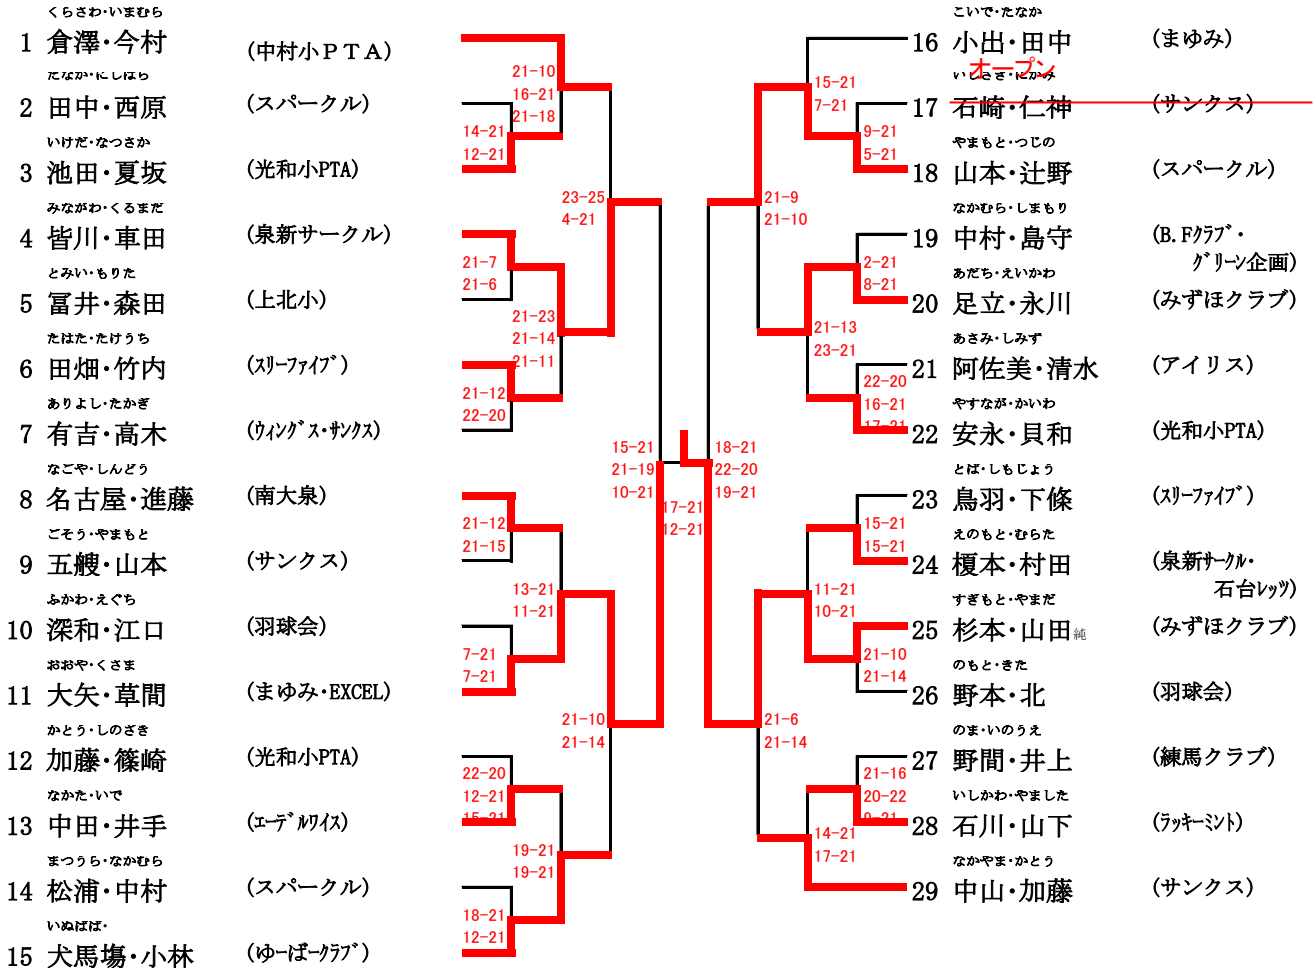 くらさわ・いまむら
1 倉澤・今村 (中村小ＰＴＡ)
たなか・にしはら
2 田中・西原 (スパークル)
いけだ・なつさか
3 池田・夏坂 (光和小PTA)
みながわ・くるまだ
4 皆川・車田 (泉新サークル)
とみい・もりた
5 冨井・森田 (上北小)
たはた・たけうち
6 田畑・竹内 (ｽﾘｰﾌｧｲﾌﾞ)
ありよし・たかぎ
7 有吉・高木 (ｳｨﾝｸﾞｽ・ｻﾝｸｽ)
なごや・しんどう
8 名古屋・進藤 (南大泉)
ごそう・やまもと
9 五艘・山本 (サンクス)
ふかわ・えぐち
10 深和・江口 (羽球会)
おおや・くさま
11 大矢・草間 (まゆみ・EXCEL)
かとう・しのざき
12 加藤・篠崎 (光和小PTA)
なかた・いで
13 中田・井手 (ｴｰﾃﾞﾙﾜｲｽ)
まつうら・なかむら
14 松浦・中村 (スパークル)
いぬばば・
15 犬馬場・小林 (ゆーばーｸﾗﾌﾞ)
21-10
16-21
21-18
14-21
12-21
23-25
4-21
21-7
21-6
21-23
21-14
21-11
21-12
22-20
15-21
21-19
10-21
21-12
21-15
13-21
11-21
7-21
7-21
21-10
21-14
22-20
12-21
15-21
19-21
19-21
18-21
12-21
17-21
12-21
15-21
7-21
9-21
5-21
21-9
21-10
2-21
8-21
21-13
23-21
22-20
16-21
17-21
18-21
22-20
19-21
15-21
15-21
11-21
10-21
21-10
21-14
21-6
21-14
21-16
20-22
9-21
14-21
17-21
こいで・たなか
16 小出・田中 (まゆみ)
オープン
いしざき・にかみ
17 石崎・仁神 (サンクス)
やまもと・つじの
18 山本・辻野 (スパークル)
なかむら・しまもり
19 中村・島守 (B.Fｸﾗﾌﾞ・
ｸﾞﾘｰﾝ企画)
あだち・えいかわ
20 足立・永川 (みずほクラブ)
あさみ・しみず
21 阿佐美・清水 (アイリス)
やすなが・かいわ
22 安永・貝和 (光和小PTA)
とば・しもじょう
23 鳥羽・下條 (ｽﾘｰﾌｧｲﾌﾞ)
えのもと・むらた
24 榎本・村田 (泉新ｻｰｸﾙ・
石台ﾚｯﾂ)
すぎもと・やまだ
25 杉本・山田純 (みずほクラブ)
のもと・きた
26 野本・北 (羽球会)
のま・いのうえ
27 野間・井上 (練馬クラブ)
いしかわ・やました
28 石川・山下 (ﾗｯｷｰﾐﾝﾄ)
なかやま・かとう
29 中山・加藤 (サンクス)